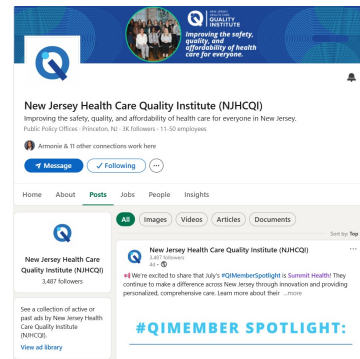 NEW JERSEY
HEALTH CARE
QUALITY
INSTITUTE
Improving the safety,
quality, and
affordability of health
care for everyone.
New Jersey Health Care Quality Institute (NJHCQI)
Improving the safety, quality, and affordability of health care for everyone in New Jersey.
Public Policy Offices · Princeton, NJ · 3K followers · 11-50 employees
Armonie & 11 other connections work here
Message
✓ Following
Home About Posts Jobs People Insights
New Jersey Health Care
Quality Institute (NJHCQI)
3,487 followers
See a collection of active or
past ads by New Jersey Health
Care Quality Institute
(NJHCQI).
View ad library
All Images Videos Articles Documents
Sort by: Top
New Jersey Health Care Quality Institute (NJHCQI)
3,487 followers
4d •
We're excited to share that July's #QIMemberSpotlight is Summit Health! They
continue to make a difference across New Jersey through innovation and providing
personalized, comprehensive care. Learn more about their ...more
#QIMEMBER SPOTLIGHT: